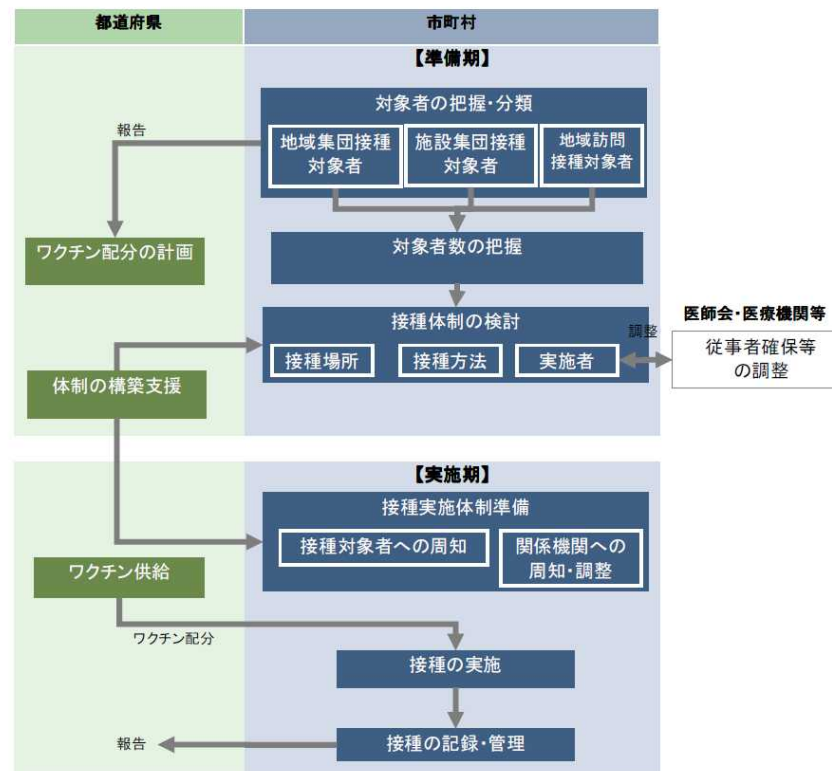 都道府県
市町村
【準備期】
対象者の把握・分類
報告
地域集団接種
対象者
施設集団接種
対象者
地域訪問
接種対象者
ワクチン配分の計画
対象者数の把握
接種体制の検討
接種場所
接種方法
実施者
調整
医師会・医療機関等
従事者確保等
の調整
体制の構築支援
【実施期】
接種実施体制準備
接種対象者への周知
関係機関への
周知・調整
ワクチン供給
ワクチン配分
接種の実施
接種の記録・管理
報告